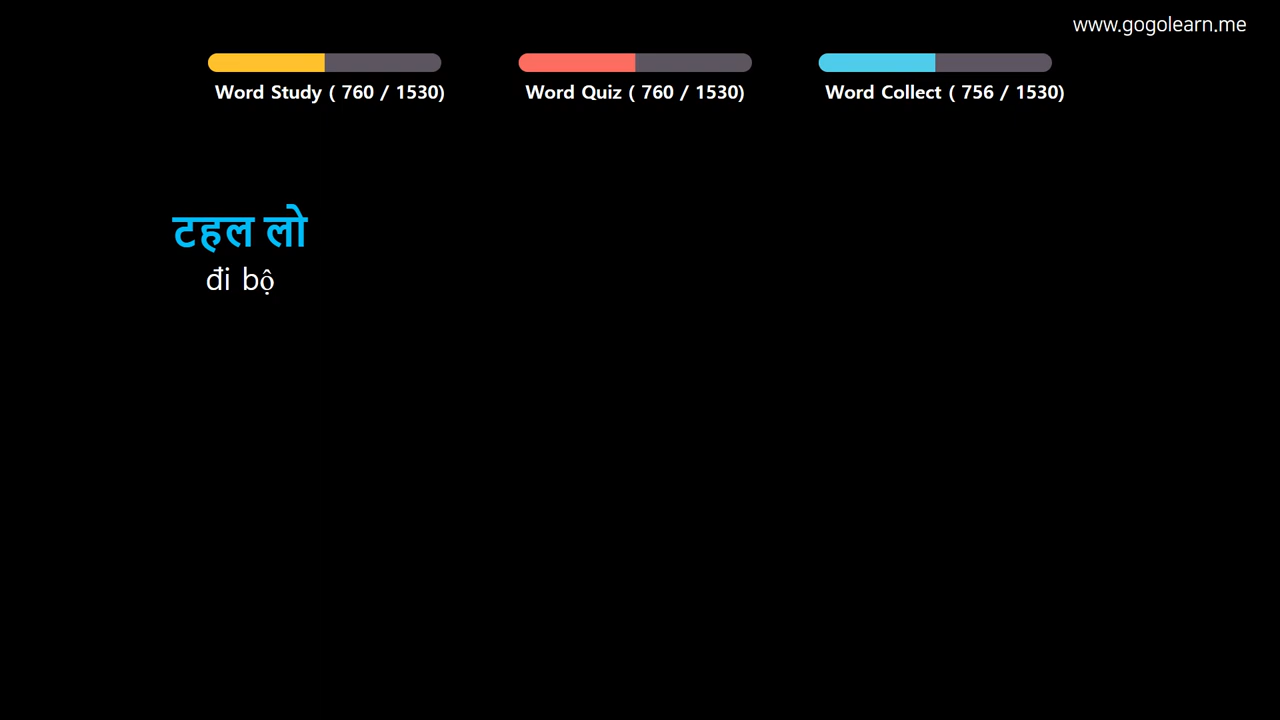 www.gogolearn.me
Word Study ( 760 / 1530)
Word Quiz ( 760 / 1530)
Word Collect ( 756 / 1530)
टहल लो
đi bộ